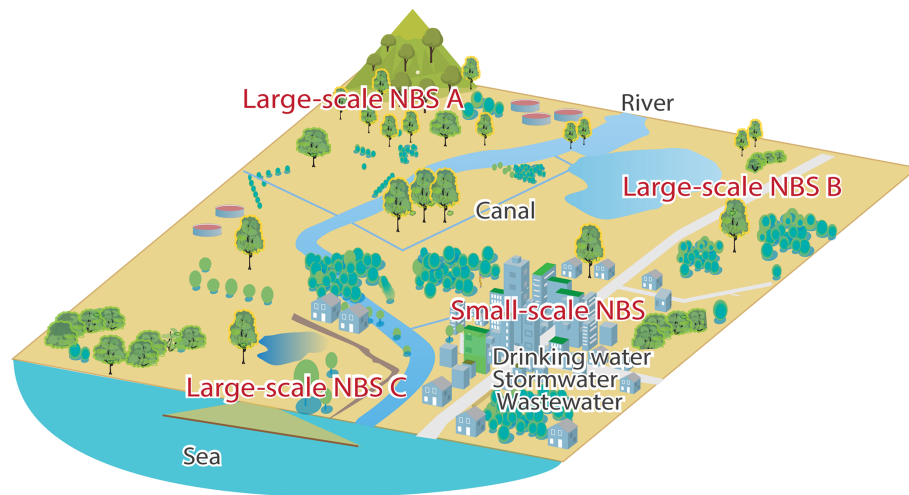 Large-scale NBS A
River
Large-scale NBS B
Canal
Small-scale NBS
Drinking water
Stormwater
Wastewater
Large-scale NBS C
Sea